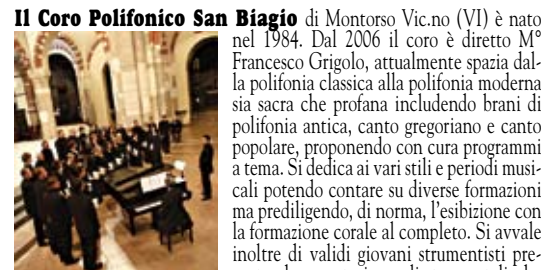 Il Coro Polifonico San Biagio di Montorso Vic.no (VI) è nato
nel 1984. Dal 2006 il coro è diretto M°
Francesco Grigolo, attualmente spazia dal-
la polifonia classica alla polifonia moderna
sia sacra che profana includendo brani di
polifonia antica, canto gregoriano e canto
popolare, proponendo con cura programmi
a tema. Si dedica ai vari stili e periodi musi-
cali potendo contare su diverse formazioni
ma prediligendo, di norma, l'esibizione con
la formazione corale al completo. Si avvale
inoltre di validi giovani strumentisti pre-